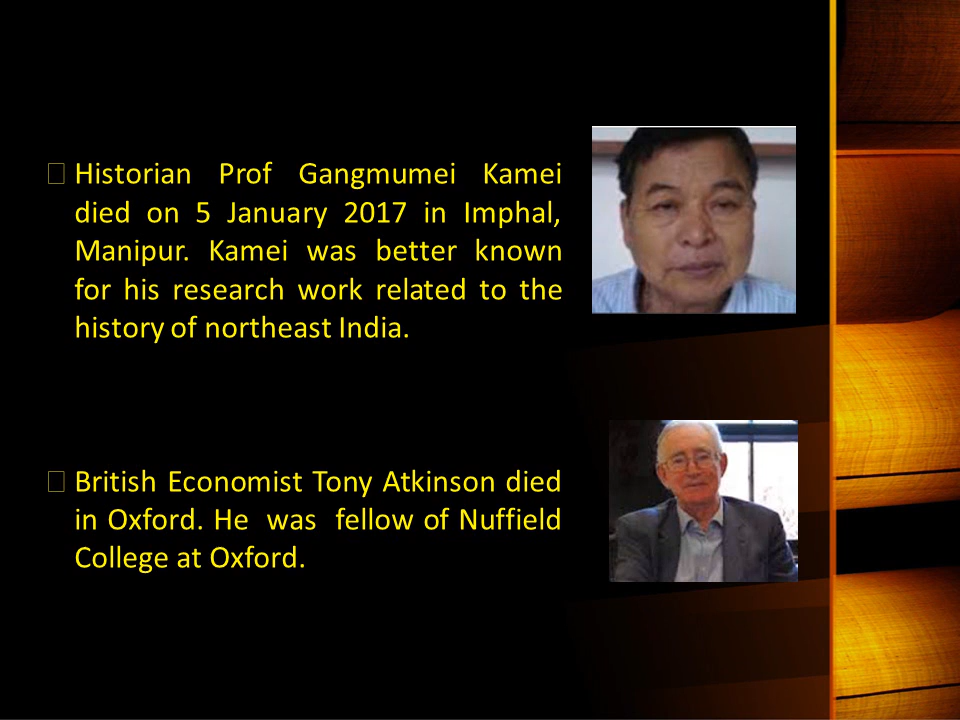 Historian Prof Gangmumei Kamei
died on 5 January 2017 in Imphal,
Manipur. Kamei was better known
for his research work related to the
history of northeast India.
British Economist Tony Atkinson died
in Oxford. He was fellow of Nuffield
College at Oxford.